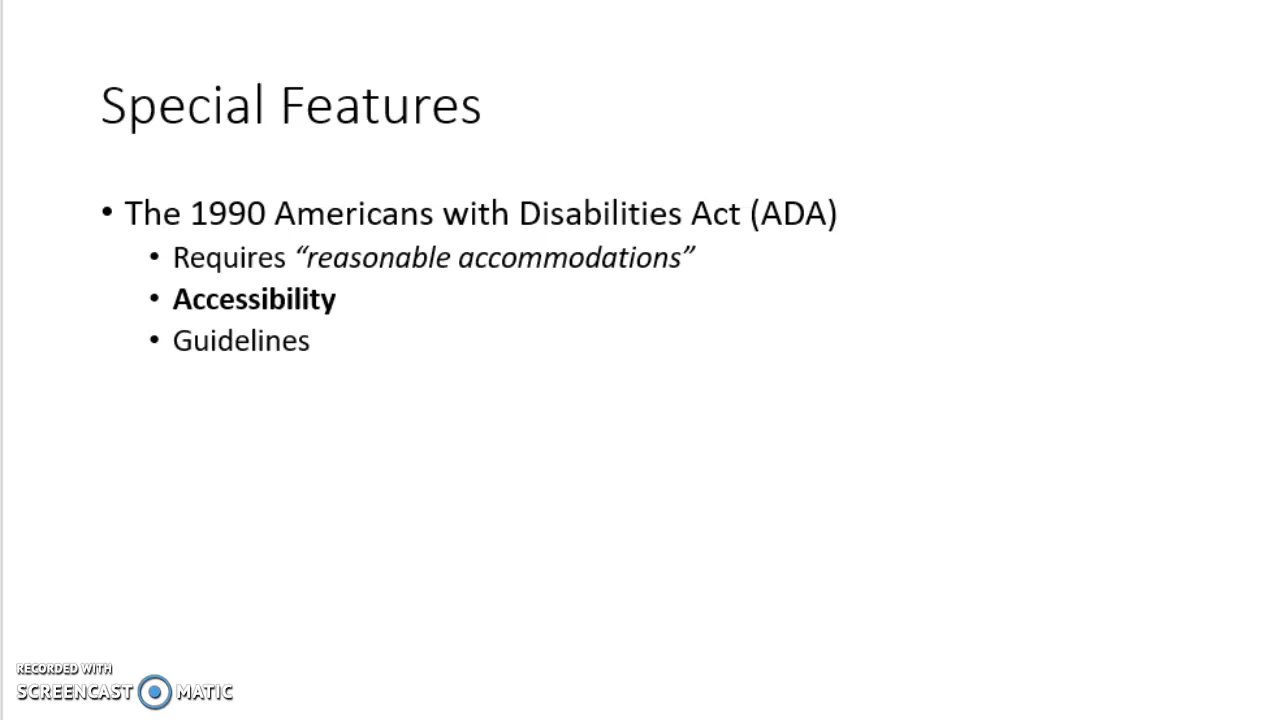 Special Features
• The 1990 Americans with Disabilities Act (ADA)
• Requires “reasonable accommodations”
• Accessibility
• Guidelines
RECORDED WITH
SCREENCAST MATIC